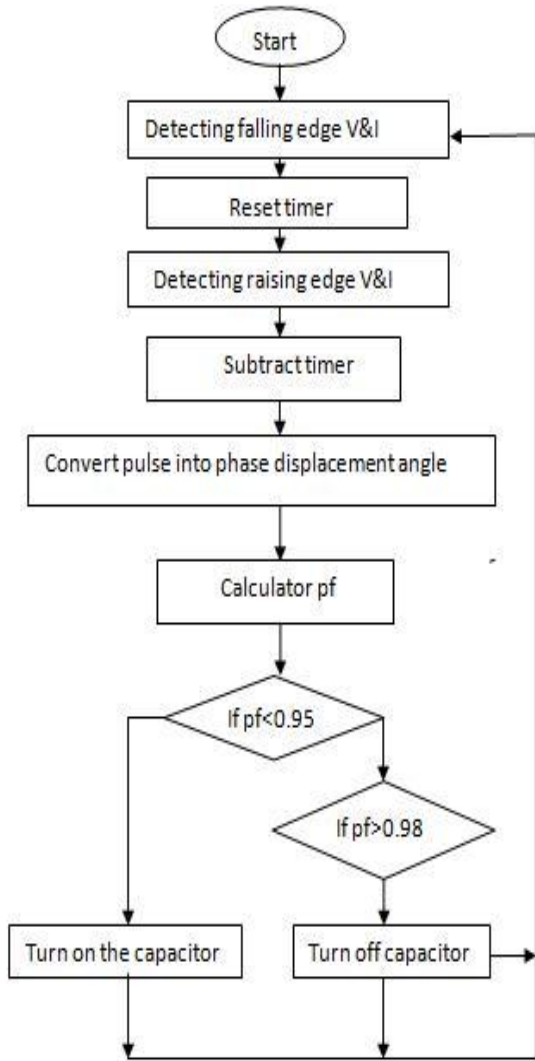 Start
Detecting falling edge V&I
Reset timer
Detecting raising edge V&I
Subtract timer
Convert pulse into phase displacement angle
Calculator pf
If pf<0.95
If pf>0.98
Turn on the capacitor
Turn off capacitor